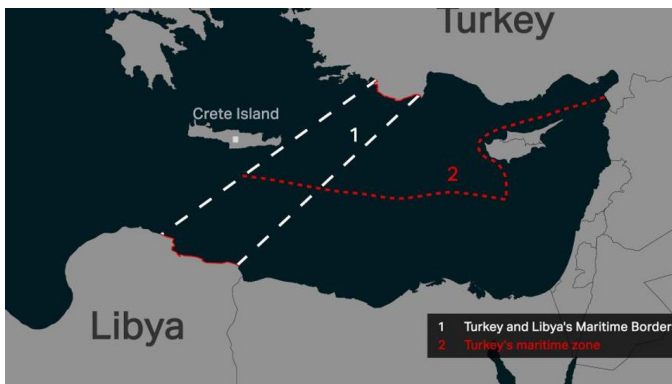 Turkey
Crete Island
1
2
Libya
1 Turkey and Libya's Maritime Border
2 Turkey's maritime zone